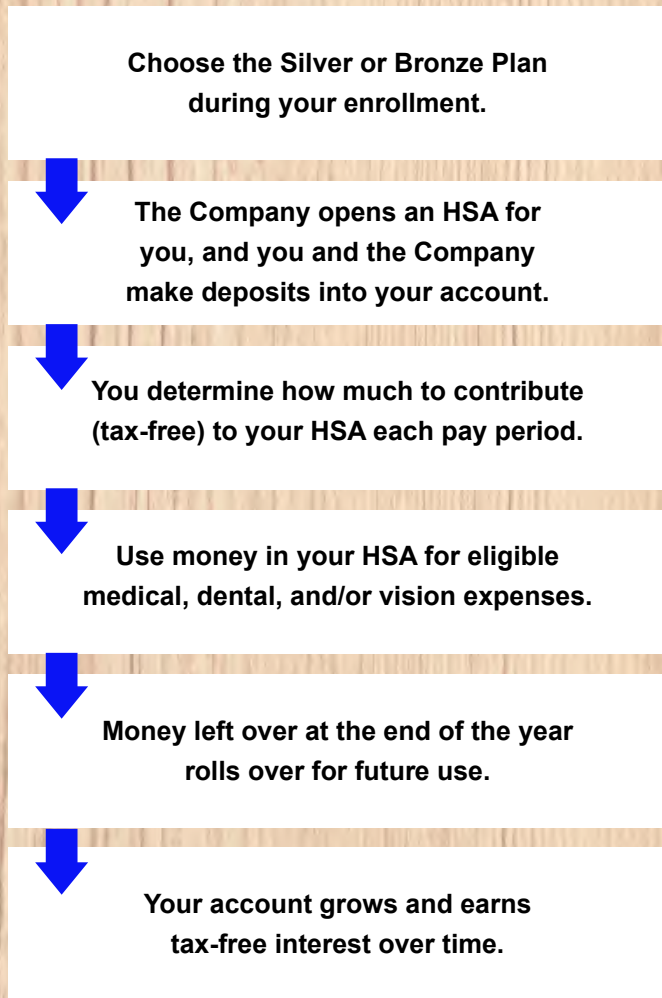 Choose the Silver or Bronze Plan
during your enrollment.
The Company opens an HSA for
you, and you and the Company
make deposits into your account.
You determine how much to contribute
(tax-free) to your HSA each pay period.
Use money in your HSA for eligible
medical, dental, and/or vision expenses.
Money left over at the end of the year
rolls over for future use.
Your account grows and earns
tax-free interest over time.